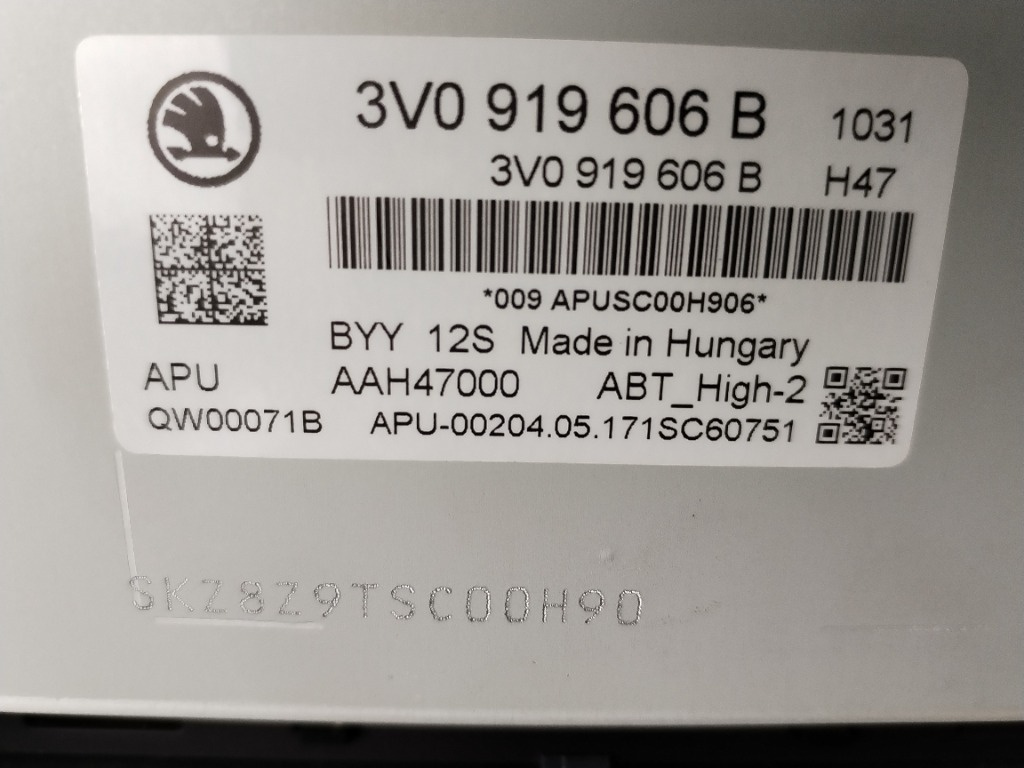 3V0 919 606 B 1031
3V0 919 606 B H47
*009 APUSC00H906*
BYY 12S Made in Hungary
APU AAH47000 ABT_High-2
QW00071B APU-00204.05.171SC60751
SKZ8Z9TSC00H90